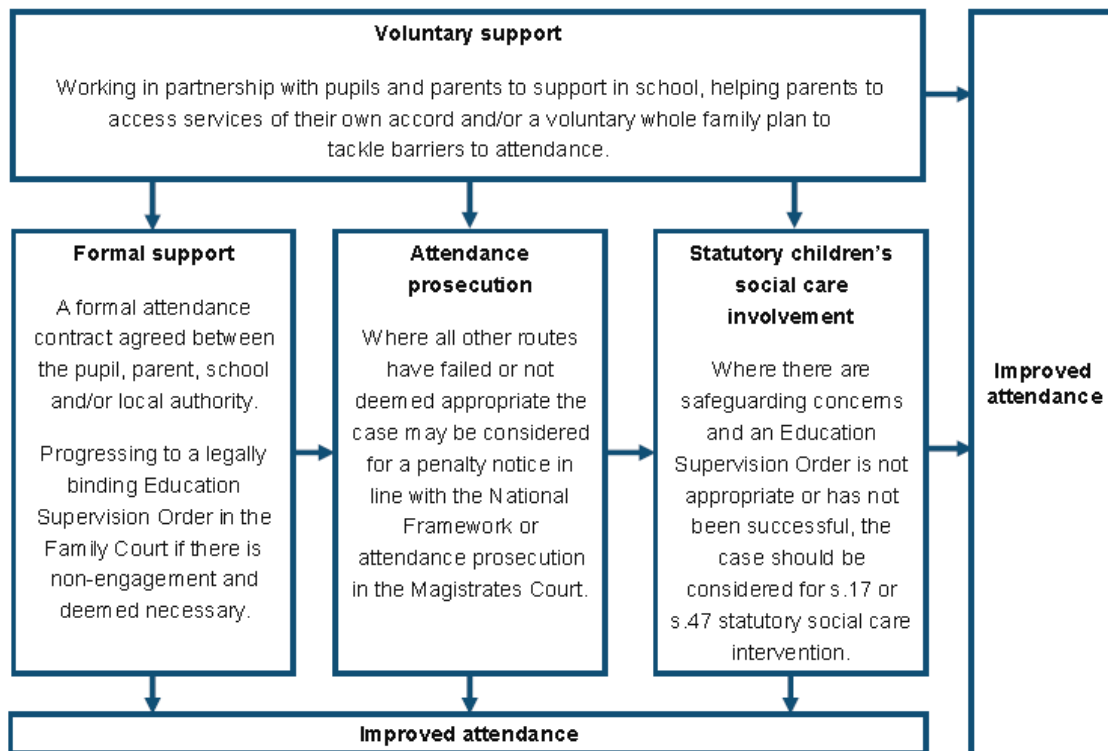 Voluntary support
Working in partnership with pupils and parents to support in school, helping parents to
access services of their own accord and/or a voluntary whole family plan to
tackle barriers to attendance.
Formal support
A formal attendance
contract agreed between
the pupil, parent, school
and/or local authority.
Progressing to a legally
binding Education
Supervision Order in the
Family Court if there is
non-engagement and
deemed necessary.
Attendance
prosecution
Where all other routes
have failed or not
deemed appropriate the
case may be considered
for a penalty notice in
line with the National
Framework or
attendance prosecution
in the Magistrates Court.
Statutory children's
social care
involvement
Where there are
safeguarding concerns
and an Education
Supervision Order is not
appropriate or has not
been successful, the
case should be
considered for s.17 or
s.47 statutory social care
intervention.
Improved
attendance
Improved attendance